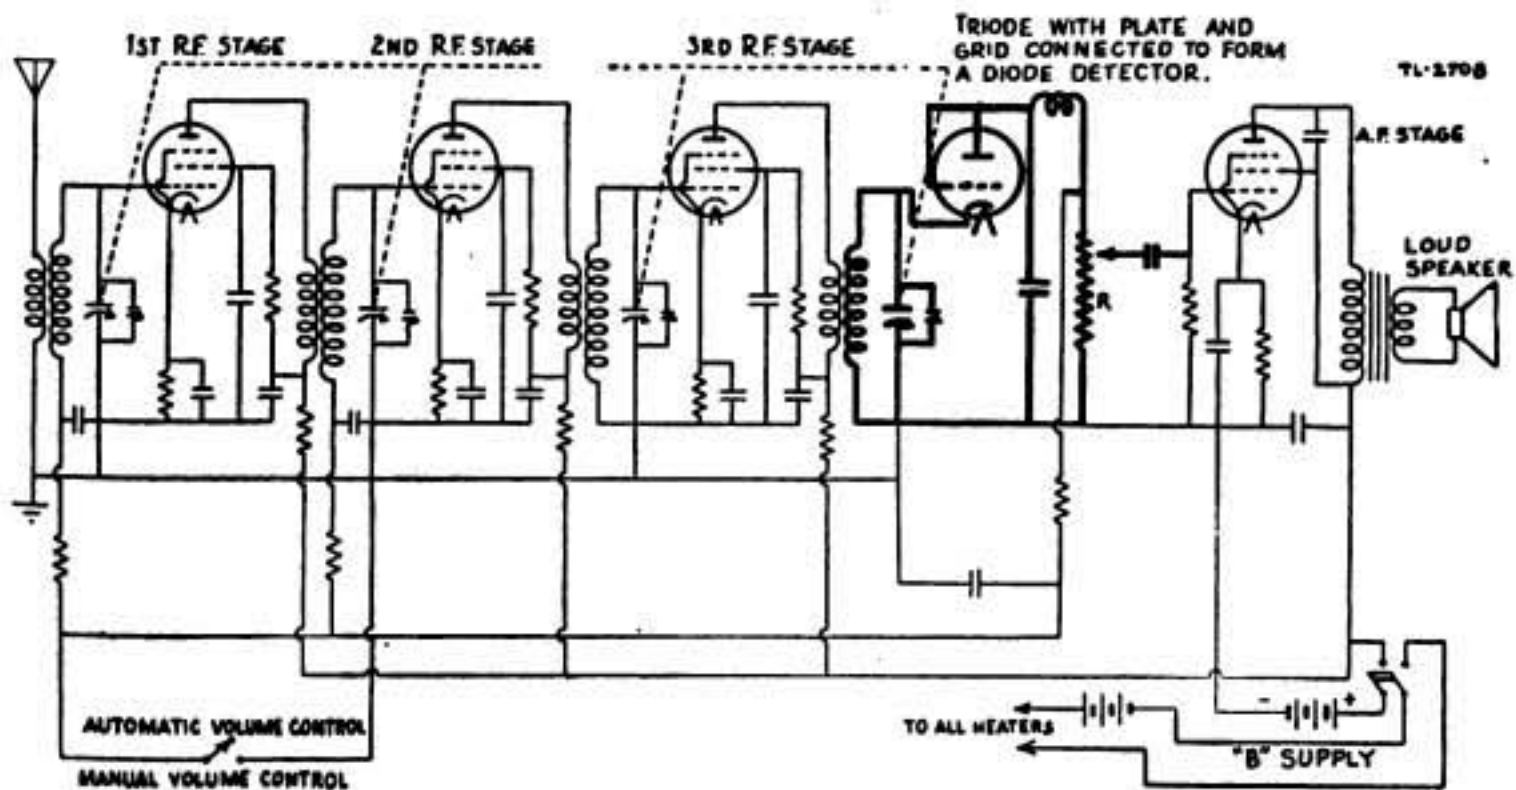 1ST R.F. STAGE
2ND R.F. STAGE
3RD R.F. STAGE
TRIODE WITH PLATE AND
GRID CONNECTED TO FORM
A DIODE DETECTOR.
TL-2708
A.F. STAGE
LOUD
SPEAKER
R
AUTOMATIC VOLUME CONTROL
MANUAL VOLUME CONTROL
TO ALL HEATERS
- +
"B" SUPPLY